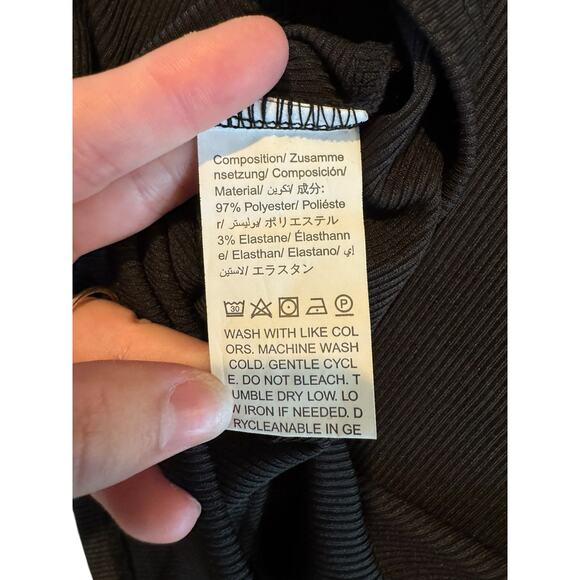 Composition/ Zusamme
nsetzung/ Composición/
Material/ تكوين/ 成分:
97% Polyester/ Poliéste
r/ بوليستر/ ポリエステル
3% Elastane/ Élasthann
e/ Elasthan/ Elastano/ إي
لاستين/ エラスタン
30 P
WASH WITH LIKE COL
ORS. MACHINE WASH
COLD. GENTLE CYCL
E. DO NOT BLEACH. T
UMBLE DRY LOW. LO
W IRON IF NEEDED. D
RYCLEANABLE IN GE